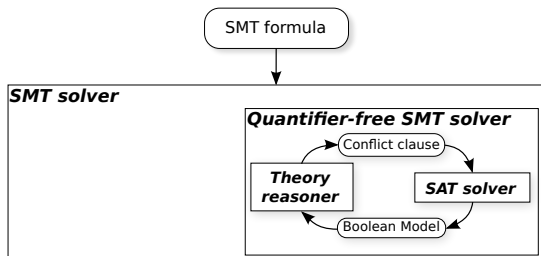 SMT formula
SMT solver
Quantifier-free SMT solver
Conflict clause
Theory
reasoner
SAT solver
Boolean Model